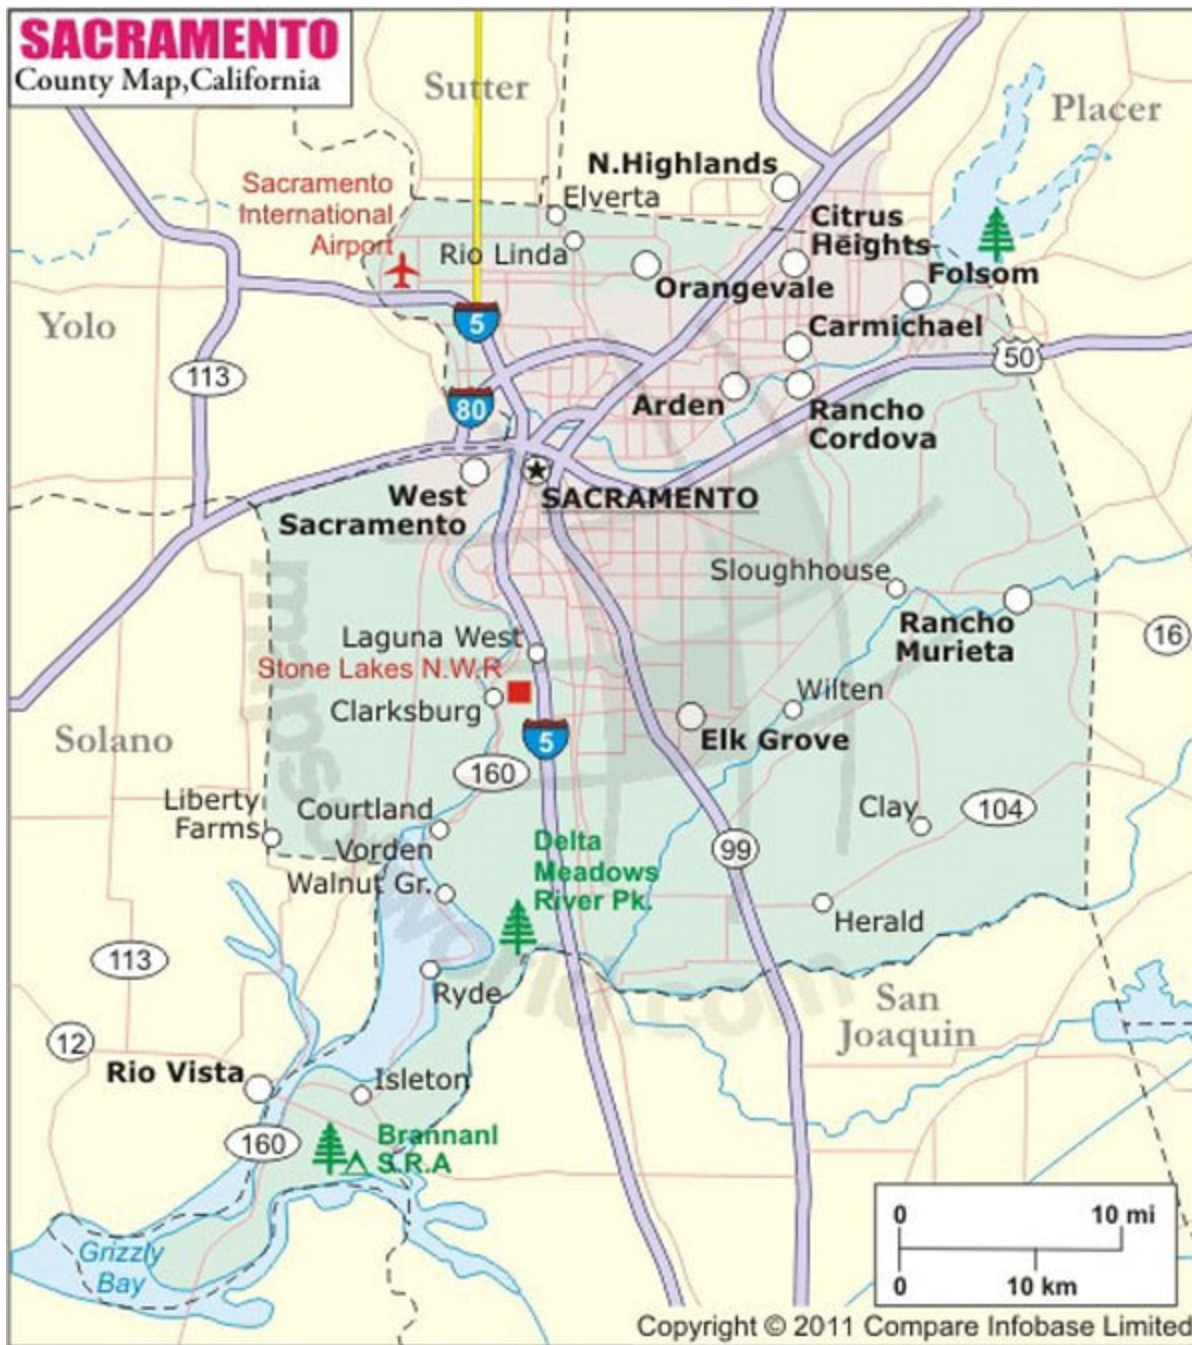 SACRAMENTO
County Map,California
Sutter
Placer
N.Highlands
Sacramento
International
Airport
Elverta
Citrus
Heights
Rio Linda
Orangevale
Folsom
Yolo
5
Carmichael
113
50
80
Arden
Rancho
Cordova
West
Sacramento
SACRAMENTO
Sloughhouse
Rancho
Murieta
16
Laguna West
Stone Lakes N.W.R
Clarksburg
Wilten
Elk Grove
Solano
5
160
Liberty
Farms
Courtland
Vorden
Walnut Gr.
Delta
Meadows
River Pk.
Clay
104
99
Herald
113
Ryde
San
Joaquin
12
Rio Vista
Isleton
160
Brannanl
S.R.A
Grizzly
Bay
0 10 mi
0 10 km
mapsofworld.com
Copyright © 2011 Compare Infobase Limited